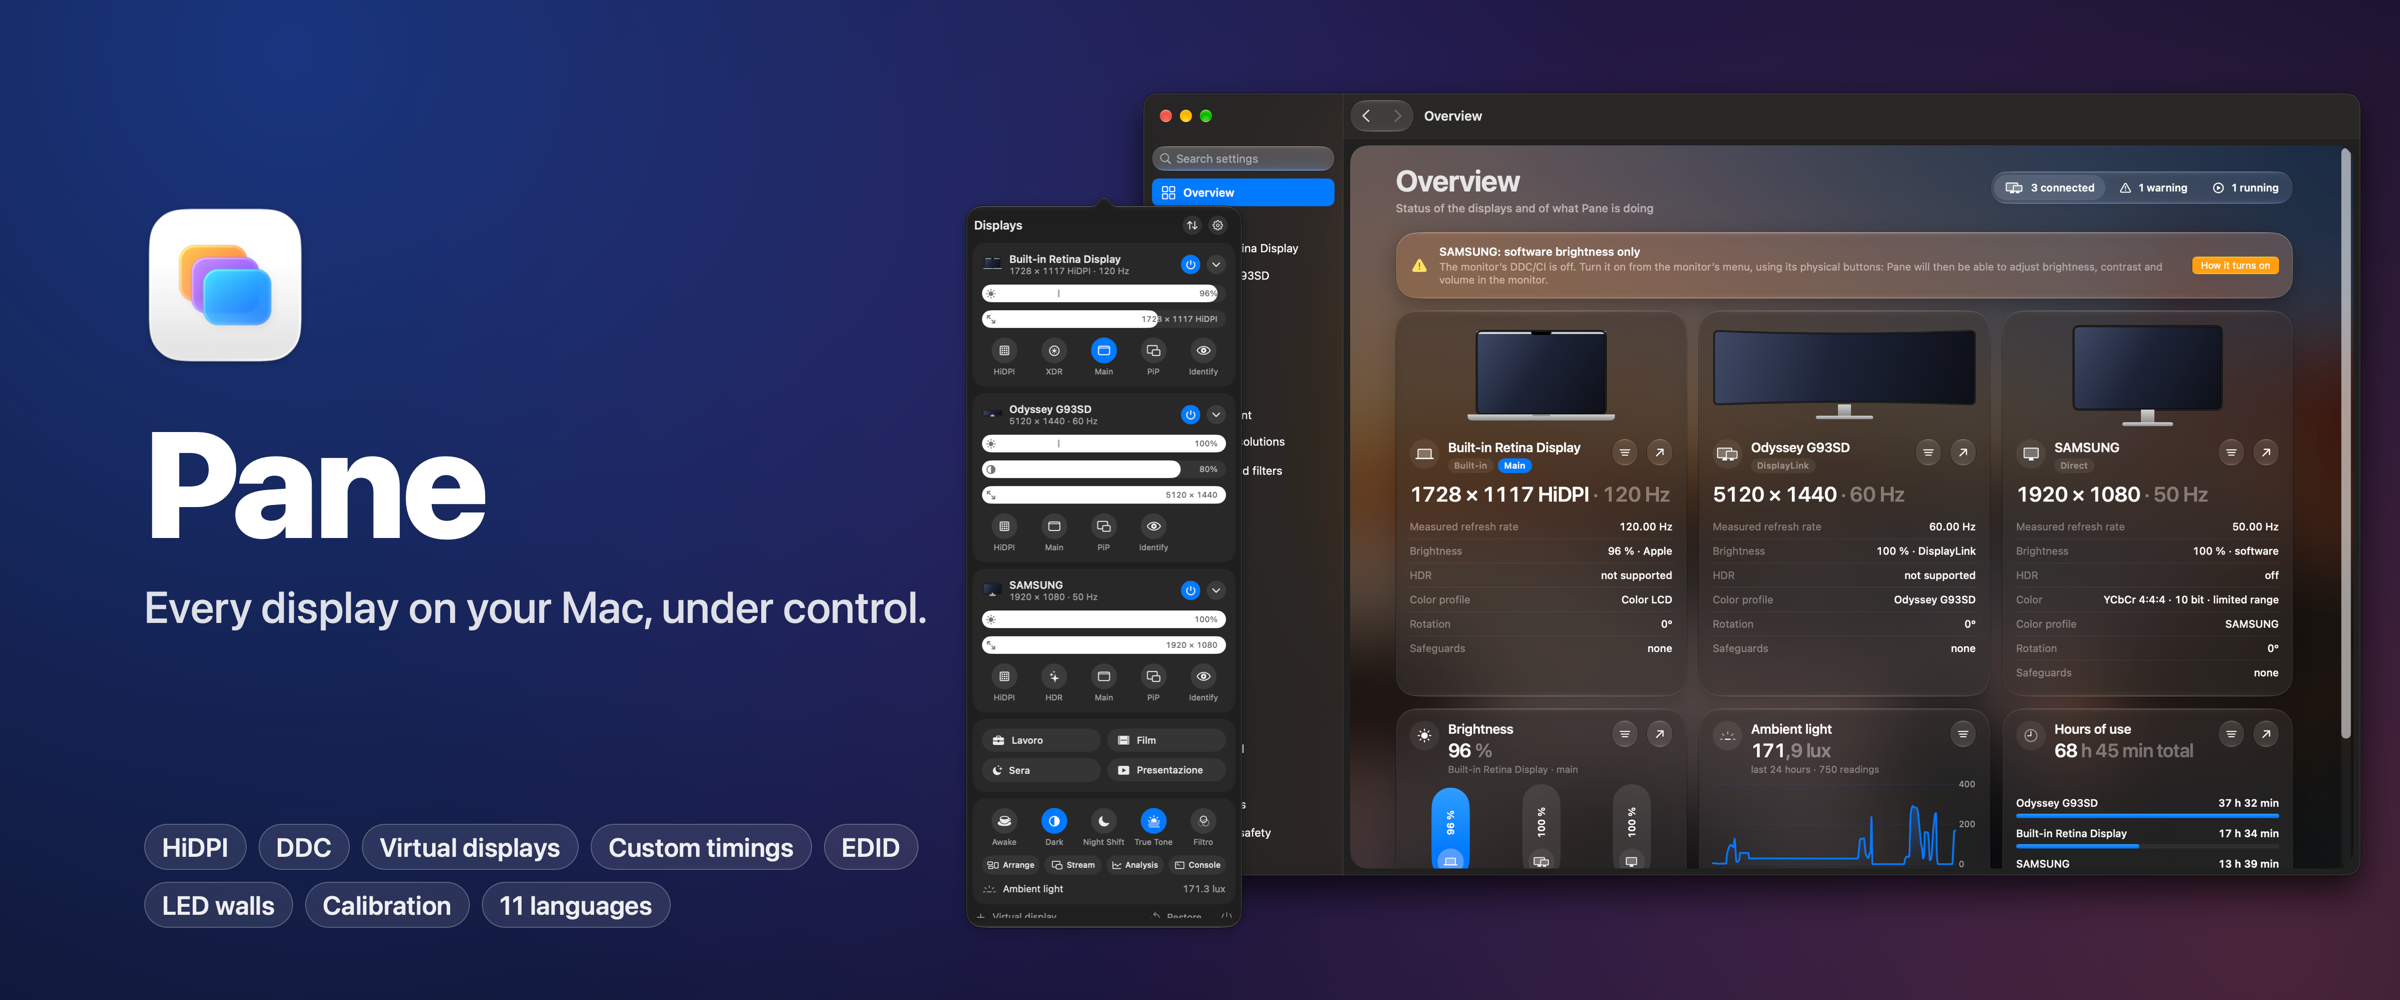 Pane
Every display on your Mac, under control.
HiDPI
DDC
Virtual displays
Custom timings
EDID
LED walls
Calibration
11 languages
Displays
Built-in Retina Display
1728 × 1117 HiDPI · 120 Hz
96%
1728 × 1117 HiDPI
HiDPI
XDR
Main
PiP
Identify
Odyssey G93SD
5120 × 1440 · 60 Hz
100%
80%
5120 × 1440
HiDPI
Main
PiP
Identify
SAMSUNG
1920 × 1080 · 50 Hz
100%
1920 × 1080
HiDPI
HDR
Main
PiP
Identify
Lavoro
Film
Sera
Presentazione
Awake
Dark
Night Shift
True Tone
Filtro
Arrange
Stream
Analysis
Console
Ambient light
171.3 lux
Virtual display
Restore
Search settings
Overview
ina Display
93SD
nt
olutions
d filters
l
s
safety
Overview
Overview
Status of the displays and of what Pane is doing
3 connected
1 warning
1 running
SAMSUNG: software brightness only
The monitor's DDC/CI is off. Turn it on from the monitor's menu, using its physical buttons: Pane will then be able to adjust brightness, contrast and
volume in the monitor.
How it turns on
Built-in Retina Display
Built-in
Main
1728 × 1117 HiDPI · 120 Hz
Measured refresh rate 120.00 Hz
Brightness 96 % · Apple
HDR not supported
Color profile Color LCD
Rotation 0°
Safeguards none
Odyssey G93SD
DisplayLink
5120 × 1440 · 60 Hz
Measured refresh rate 60.00 Hz
Brightness 100 % · DisplayLink
HDR not supported
Color profile Odyssey G93SD
Rotation 0°
Safeguards none
SAMSUNG
Direct
1920 × 1080 · 50 Hz
Measured refresh rate 50.00 Hz
Brightness 100 % · software
HDR off
Color YCbCr 4:4:4 · 10 bit · limited range
Color profile SAMSUNG
Rotation 0°
Safeguards none
Brightness
96 %
Built-in Retina Display · main
96 %
100 %
100 %
Ambient light
171,9 lux
last 24 hours · 750 readings
400
200
0
Hours of use
68 h 45 min total
Odyssey G93SD 37 h 32 min
Built-in Retina Display 17 h 34 min
SAMSUNG 13 h 39 min